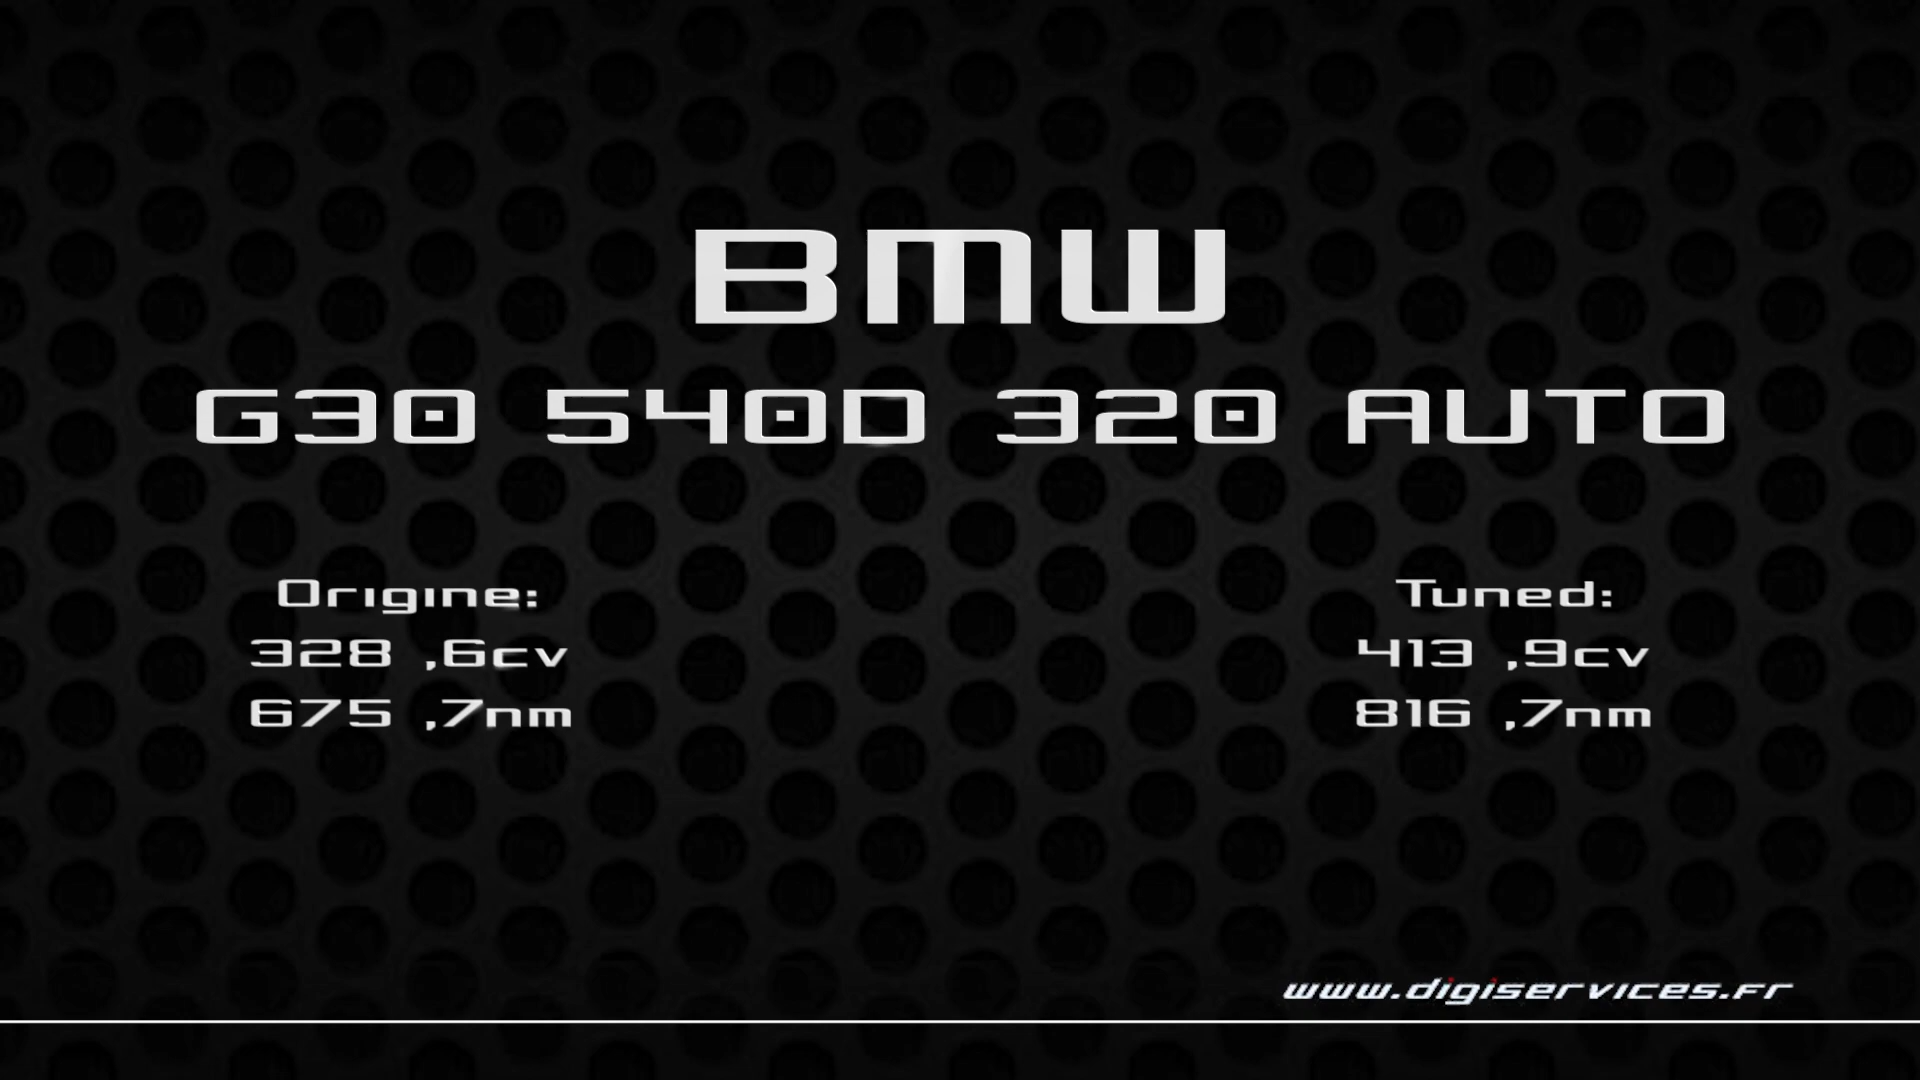 BMW
G30 540D 320 AUTO
Origine:
328 ,6cv
675 ,7nm
Tuned:
413 ,9cv
816 ,7nm
www.digiservices.fr